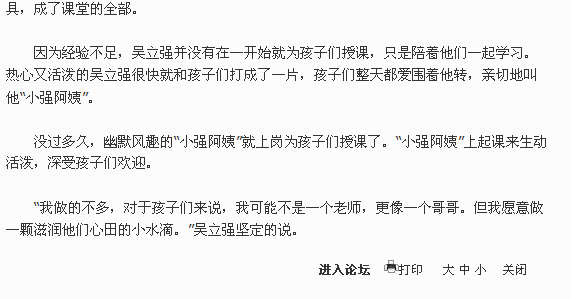 具，成了课堂的全部。
因为经验不足，吴立强并没有在一开始就为孩子们授课，只是陪着他们一起学习。
热心又活泼的吴立强很快就和孩子们打成了一片，孩子们整天都爱围着他转，亲切地叫
他“小强阿姨”。
没过多久，幽默风趣的“小强阿姨”就上岗为孩子们授课了。“小强阿姨”上起课来生动
活泼，深受孩子们欢迎。
“我做的不多，对于孩子们来说，我可能不是一个老师，更像一个哥哥。但我愿意做
一颗滋润他们心田的小水滴。”吴立强坚定的说。
进入论坛 打印 大 中 小 关闭